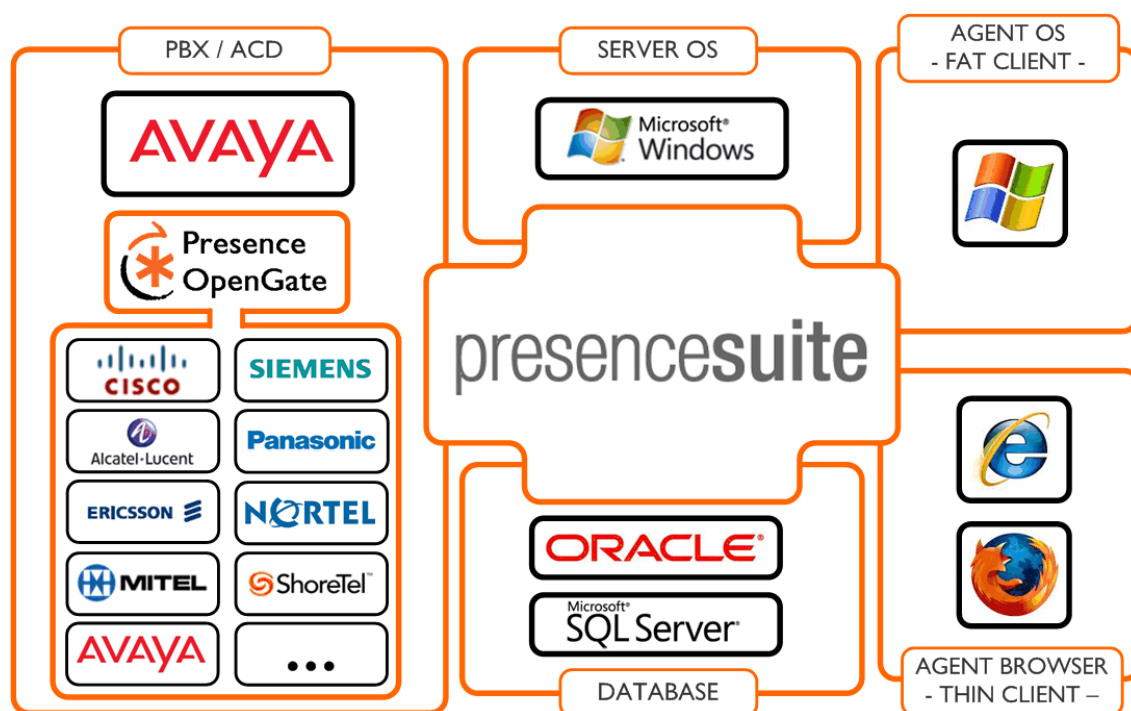 PBX / ACD
AVAYA
Presence
OpenGate
CISCO
SIEMENS
Alcatel·Lucent
Panasonic
ERICSSON
NORTEL
MITEL
ShoreTel™
AVAYA
...
SERVER OS
Microsoft®
Windows
presencesuite
ORACLE®
Microsoft®
SQL Server®
DATABASE
AGENT OS
- FAT CLIENT -
AGENT BROWSER
- THIN CLIENT –